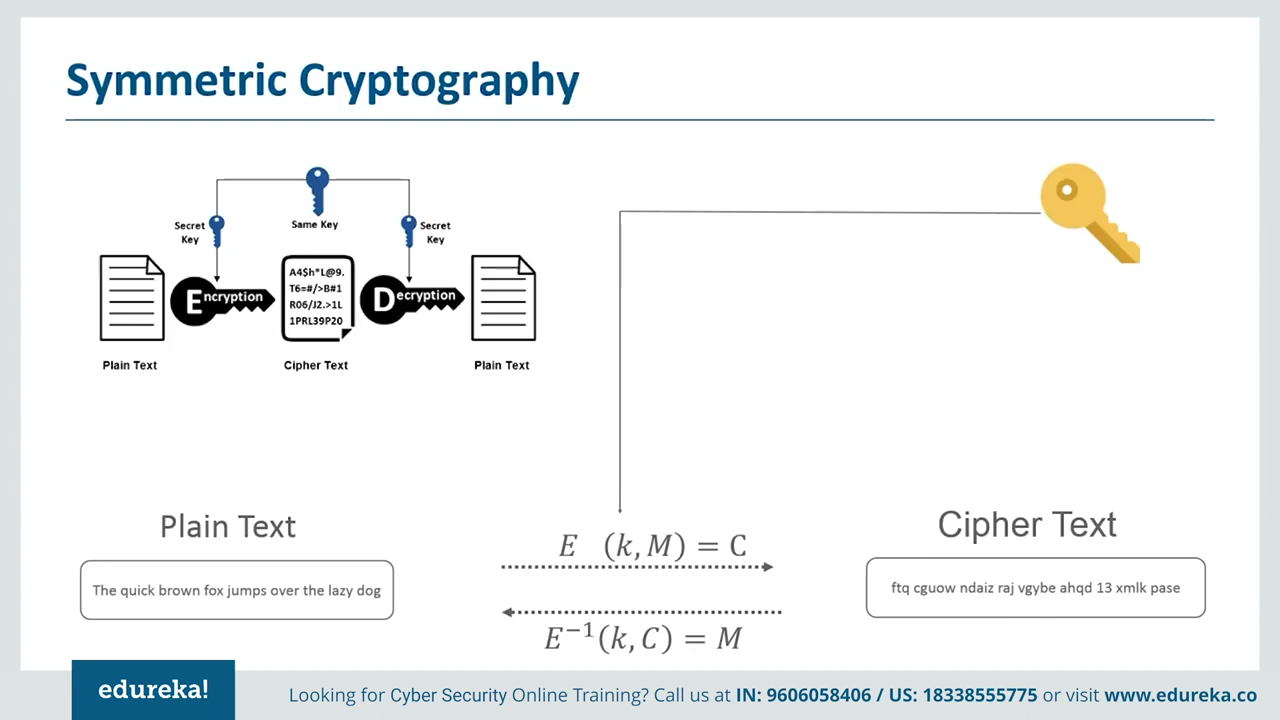 Symmetric Cryptography
Secret
Key
Same Key
Secret
Key
Encryption
A4$h*L@9.
T6=#/>B#1
R06/J2.>1L
1PRL39P20
Decryption
Plain Text
Cipher Text
Plain Text
Plain Text
The quick brown fox jumps over the lazy dog
E (k, M) = C
E⁻¹(k, C) = M
Cipher Text
ftq cguow ndaiz raj vgybe ahqd 13 xmlk pase
edureka!
Looking for Cyber Security Online Training? Call us at IN: 9606058406 / US: 18338555775 or visit www.edureka.co